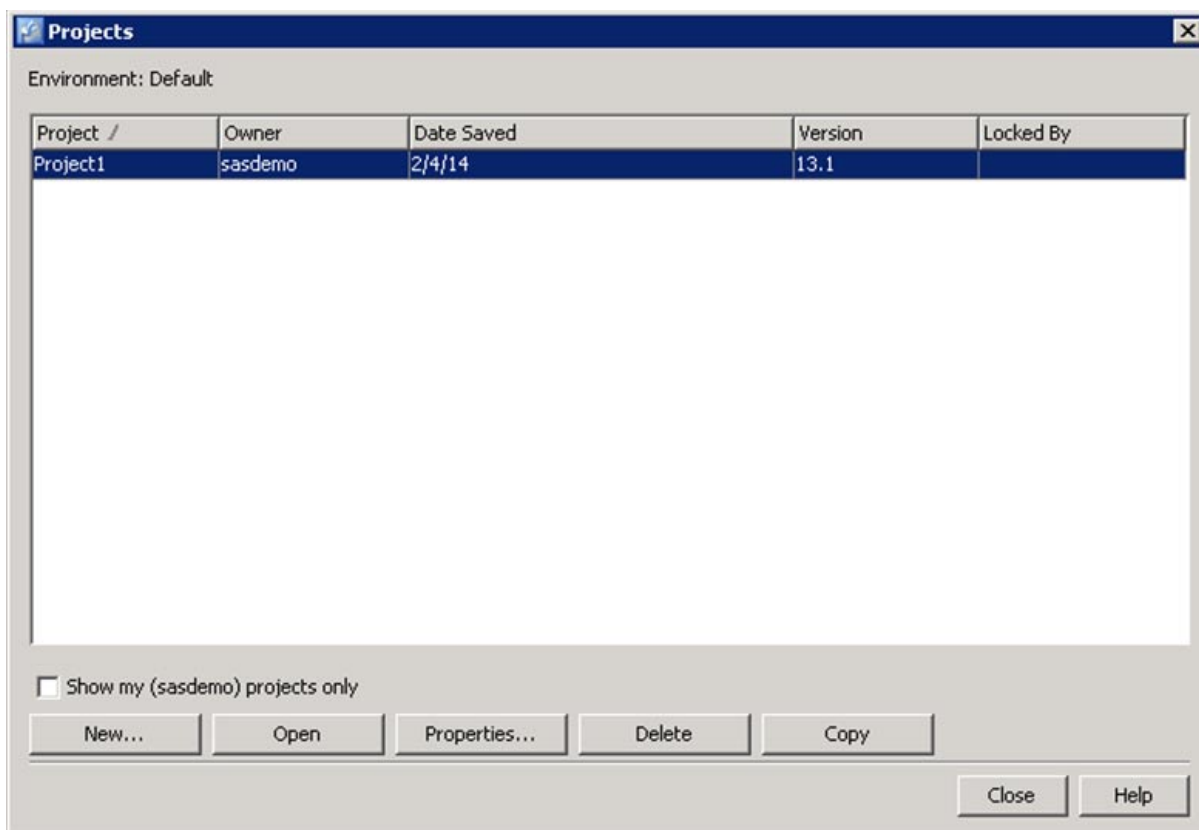 Projects
Environment: Default
Project / Owner Date Saved Version Locked By
Project1 sasdemo 2/4/14 13.1
Show my (sasdemo) projects only
New... Open Properties... Delete Copy
Close Help